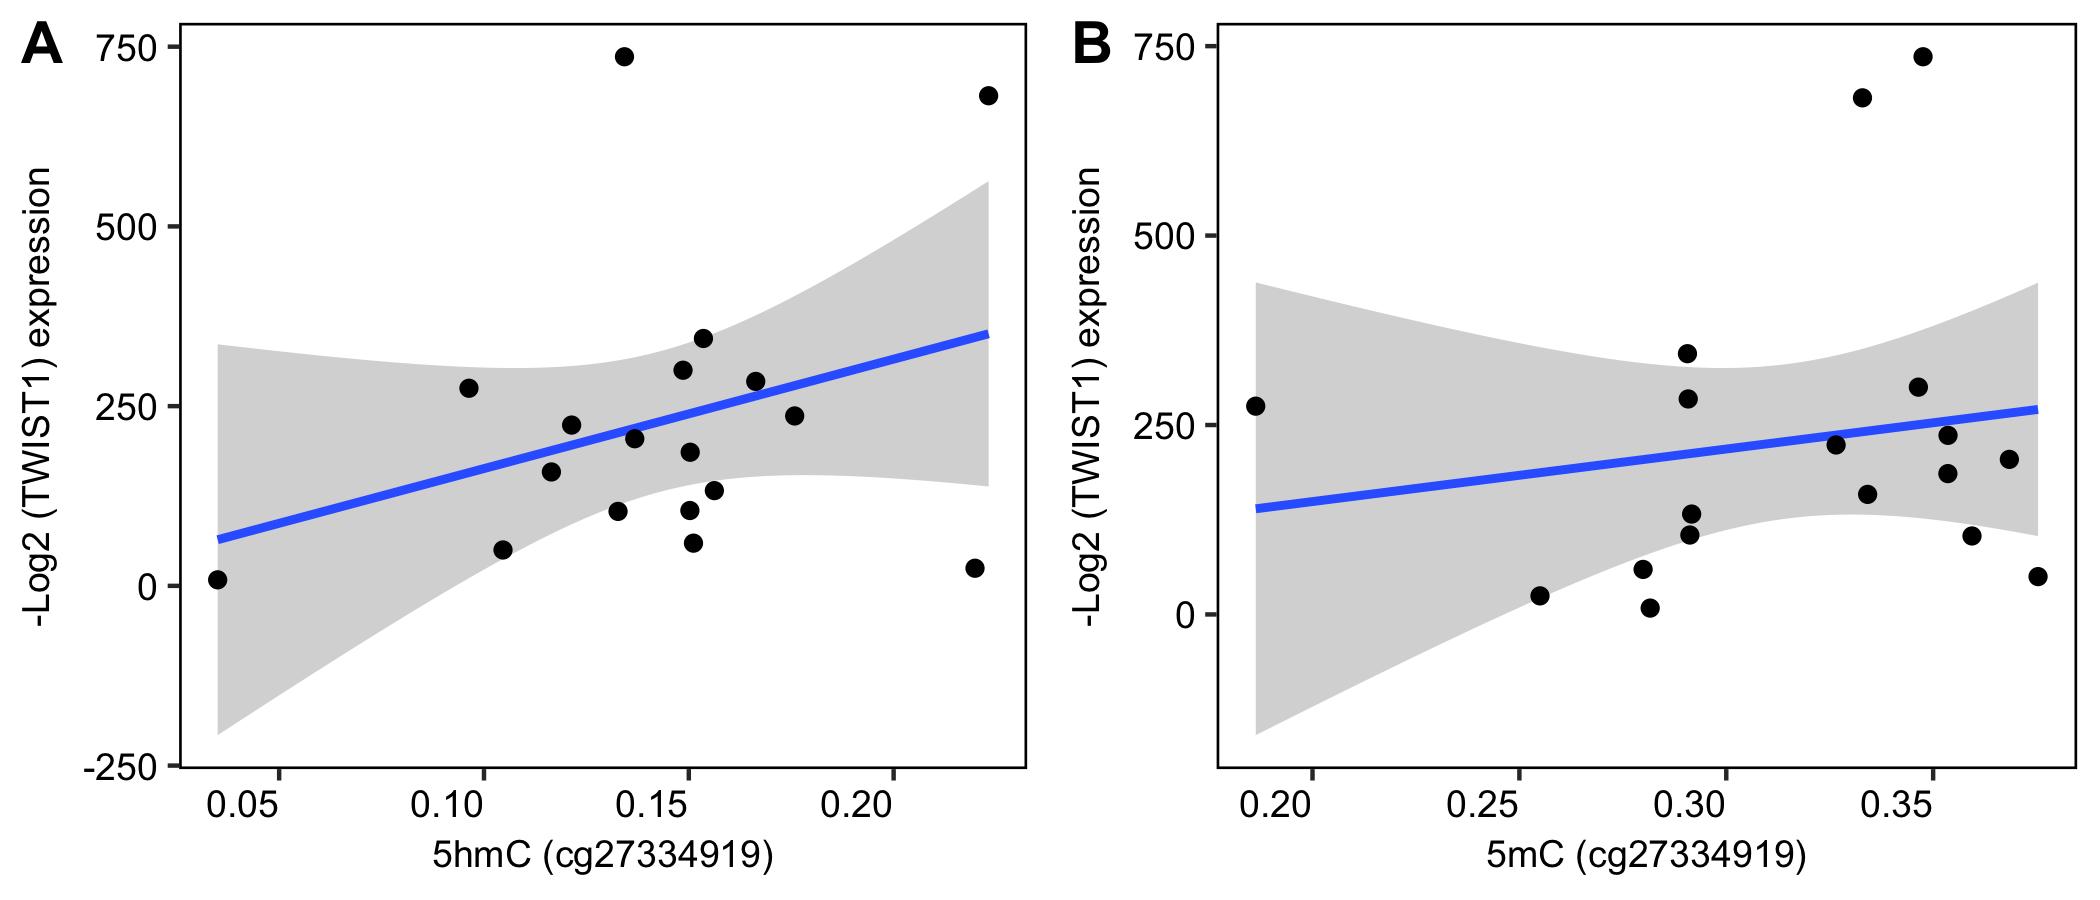 A
750
500
250
0
-250
-Log2 (TWIST1) expression
0.05 0.10 0.15 0.20
5hmC (cg27334919)
B
750
500
250
0
-Log2 (TWIST1) expression
0.20 0.25 0.30 0.35
5mC (cg27334919)